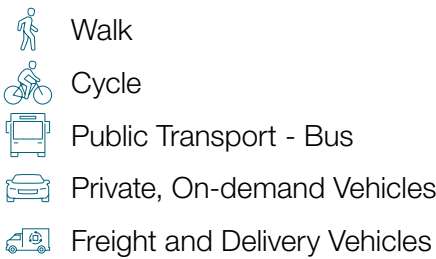 Walk
Cycle
Public Transport - Bus
Private, On-demand Vehicles
Freight and Delivery Vehicles